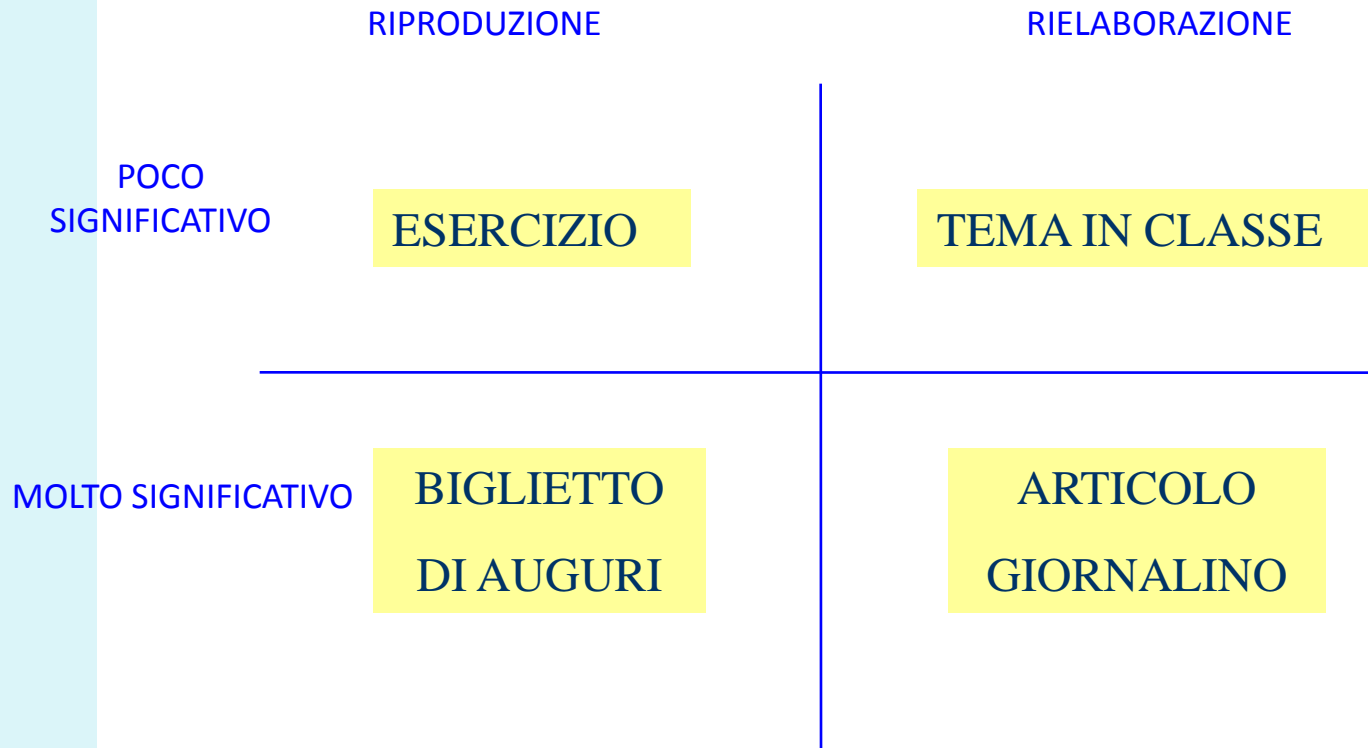 RIPRODUZIONE
RIELABORAZIONE
POCO
SIGNIFICATIVO
ESERCIZIO
TEMA IN CLASSE
MOLTO SIGNIFICATIVO
BIGLIETTO
DI AUGURI
ARTICOLO
GIORNALINO